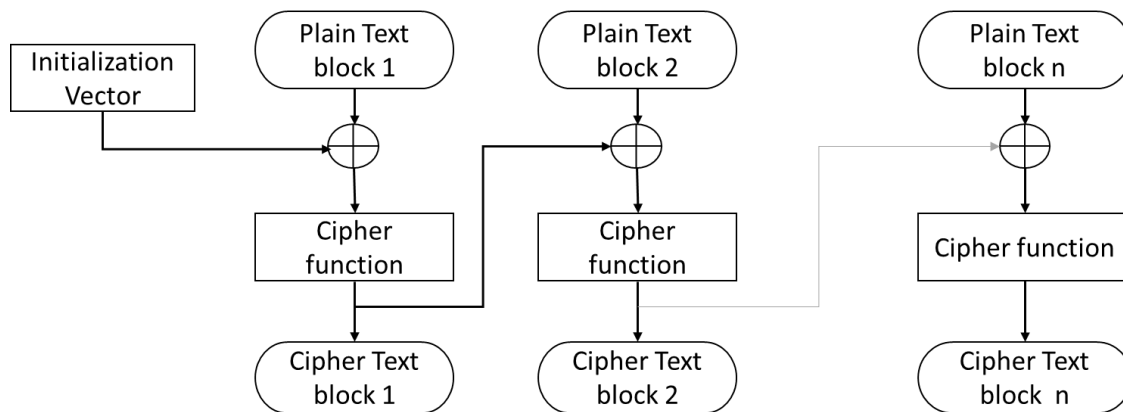 Plain Text
block 1
Plain Text
block 2
Plain Text
block n
Initialization
Vector
Cipher
function
Cipher
function
Cipher function
Cipher Text
block 1
Cipher Text
block 2
Cipher Text
block n